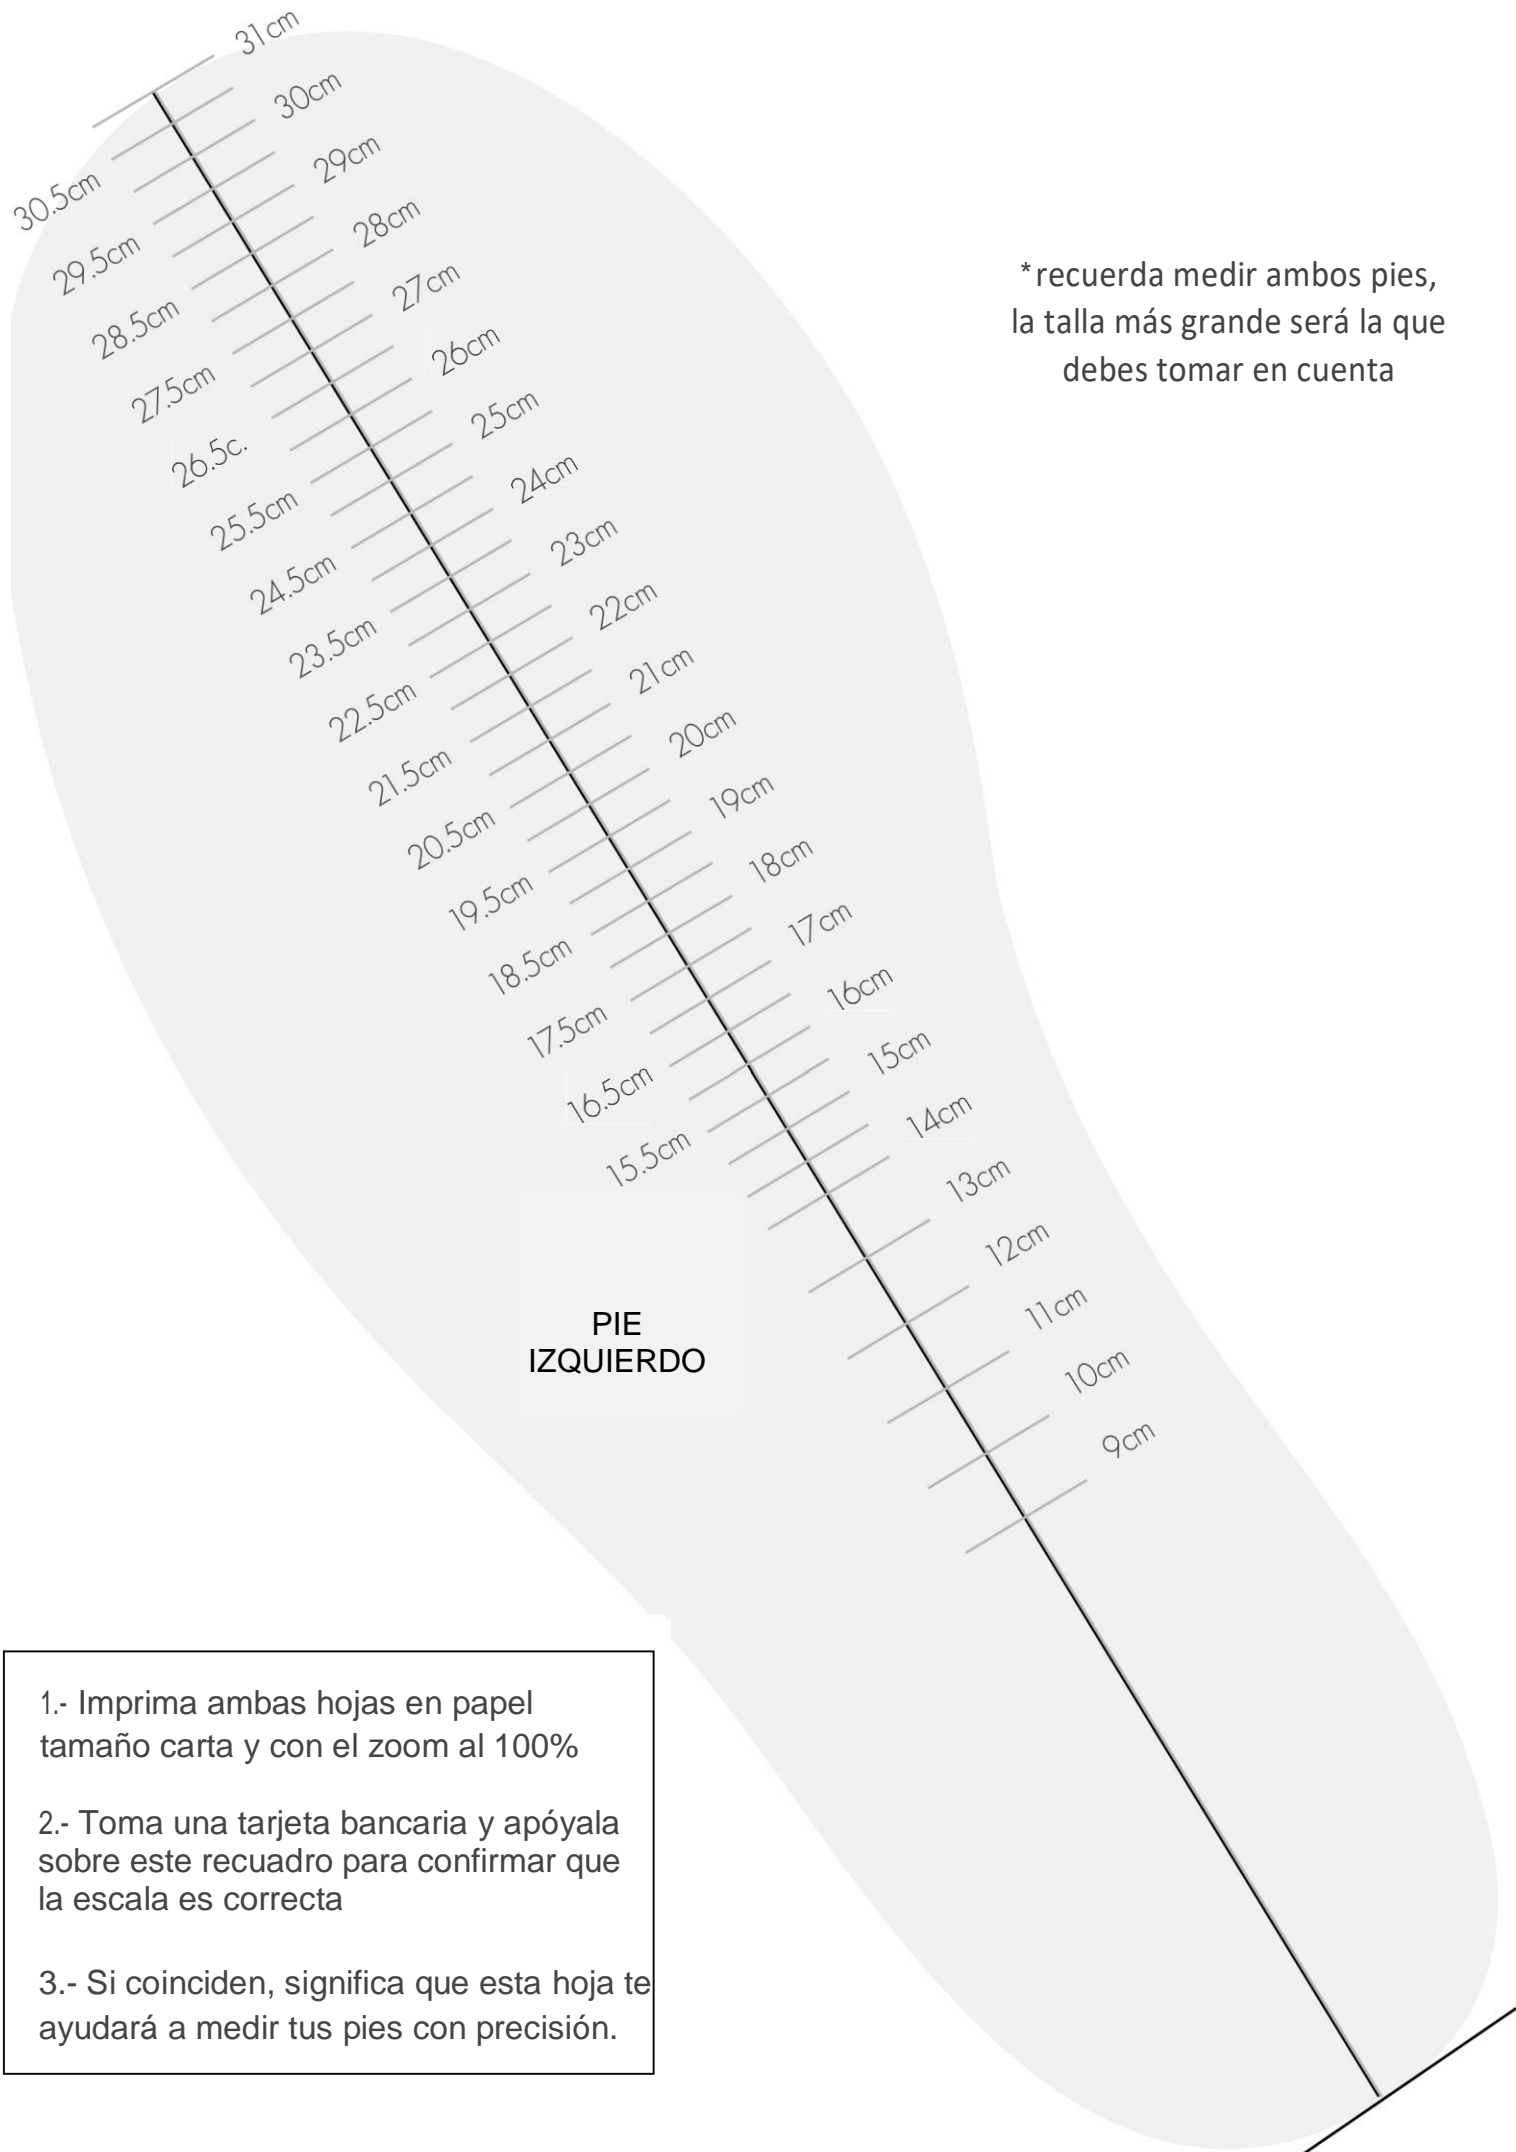 31cm
30cm
30.5cm
29cm
29.5cm
28cm
28.5cm
27cm
27.5cm
26cm
26.5c.
25cm
25.5cm
24cm
24.5cm
23cm
23.5cm
22cm
22.5cm
21cm
21.5cm
20cm
20.5cm
19cm
19.5cm
18cm
18.5cm
17cm
17.5cm
16cm
16.5cm
15cm
15.5cm
14cm
13cm
12cm
11cm
10cm
9cm
*recuerda medir ambos pies,
la talla más grande será la que
debes tomar en cuenta
PIE
IZQUIERDO
1.- Imprima ambas hojas en papel
tamaño carta y con el zoom al 100%
2.- Toma una tarjeta bancaria y apóyala
sobre este recuadro para confirmar que
la escala es correcta
3.- Si coinciden, significa que esta hoja te
ayudará a medir tus pies con precisión.